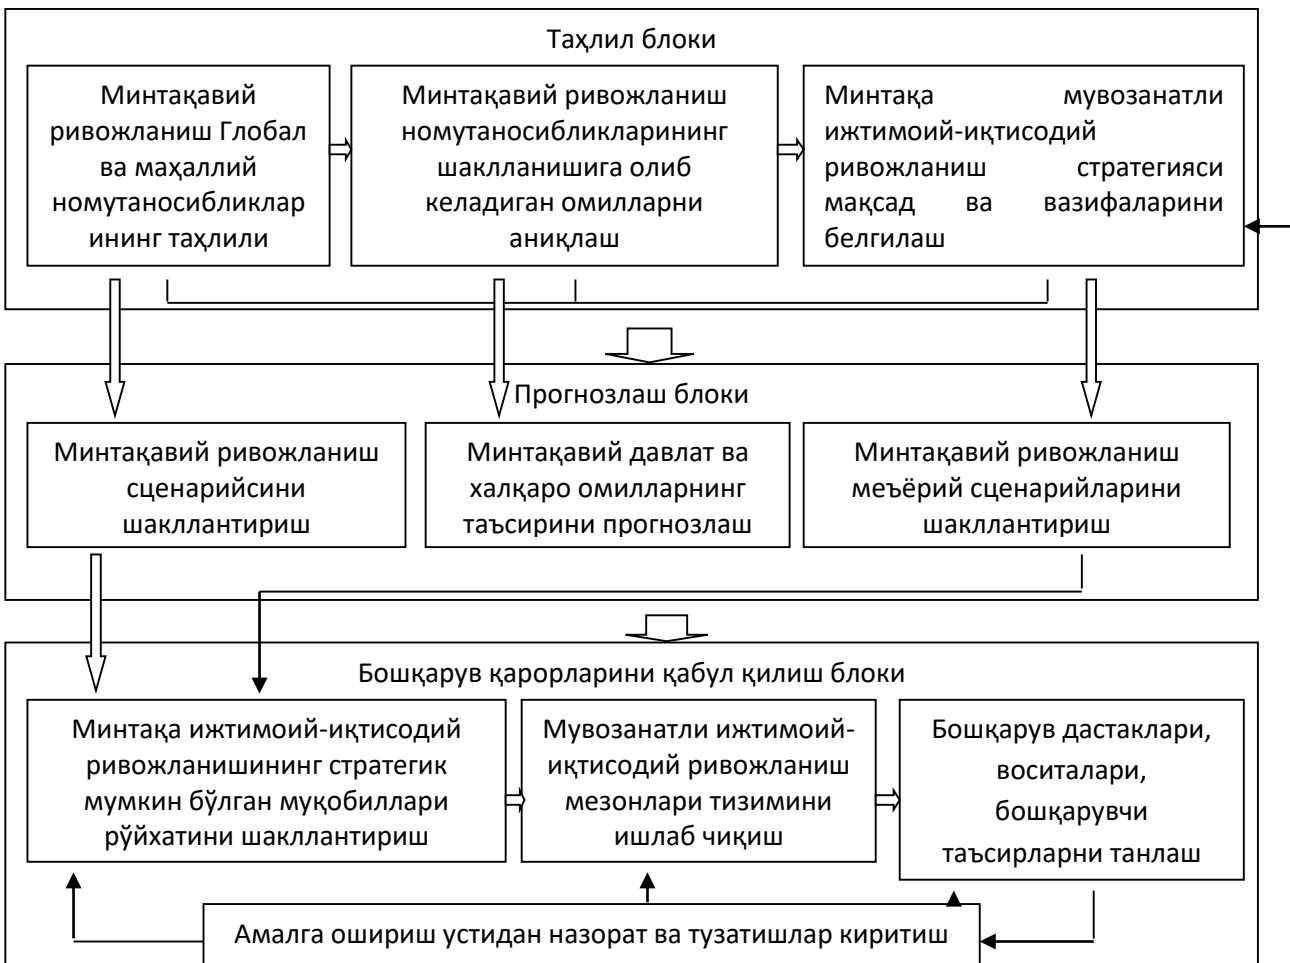 Таҳлил блоки
Минтақавий
ривожланиш Глобал
ва маҳаллий
номутаносибликлар
ининг таҳлили
Минтақавий ривожланиш
номутаносибликларининг
шаклланишига олиб
келадиган омилларни
аниқлаш
Минтақа мувозанатли
ижтимоий-иқтисодий
ривожланиш стратегияси
мақсад ва вазифаларини
белгилаш
Прогнозлаш блоки
Минтақавий ривожланиш
сценарийсини
шакллантириш
Минтақавий давлат ва
халқаро омилларнинг
таъсирини прогнозлаш
Минтақавий ривожланиш
меъёрий сценарийларини
шакллантириш
Бошқарув қарорларини қабул қилиш блоки
Минтақа ижтимоий-иқтисодий
ривожланишининг стратегик
мумкин бўлган муқобиллари
рўйхатини шакллантириш
Мувозанатли ижтимоий-
иқтисодий ривожланиш
мезонлари тизимини
ишлаб чиқиш
Бошқарув дастаклари,
воситалари,
бошқарувчи
таъсирларни танлаш
Амалга ошириш устидан назорат ва тузатишлар киритиш